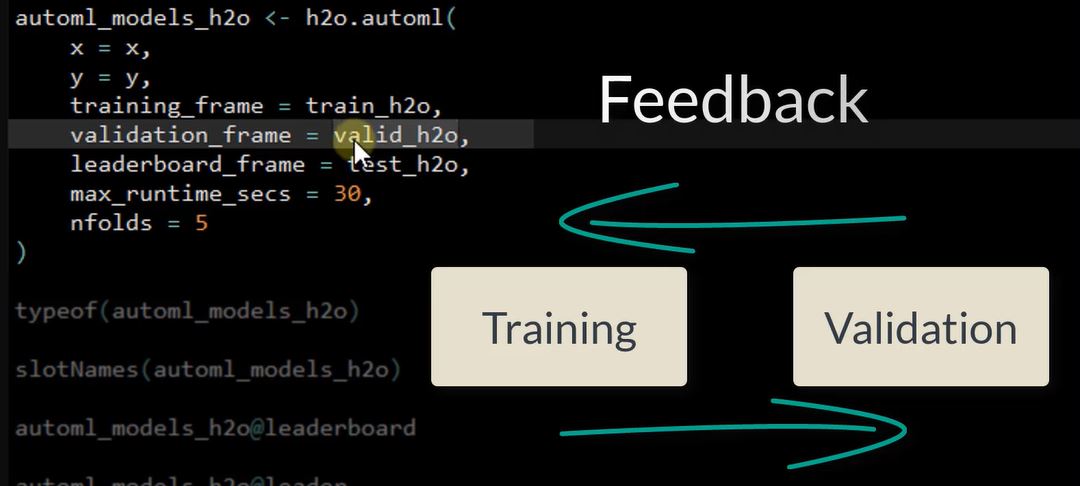 automl_models_h2o <- h2o.automl(
x = x,
y = y,
training_frame = train_h2o,
validation_frame = valid_h2o,
leaderboard_frame = test_h2o,
max_runtime_secs = 30,
nfolds = 5
)
typeof(automl_models_h2o)
slotNames(automl_models_h2o)
automl_models_h2o@leaderboard
Feedback
Training
Validation